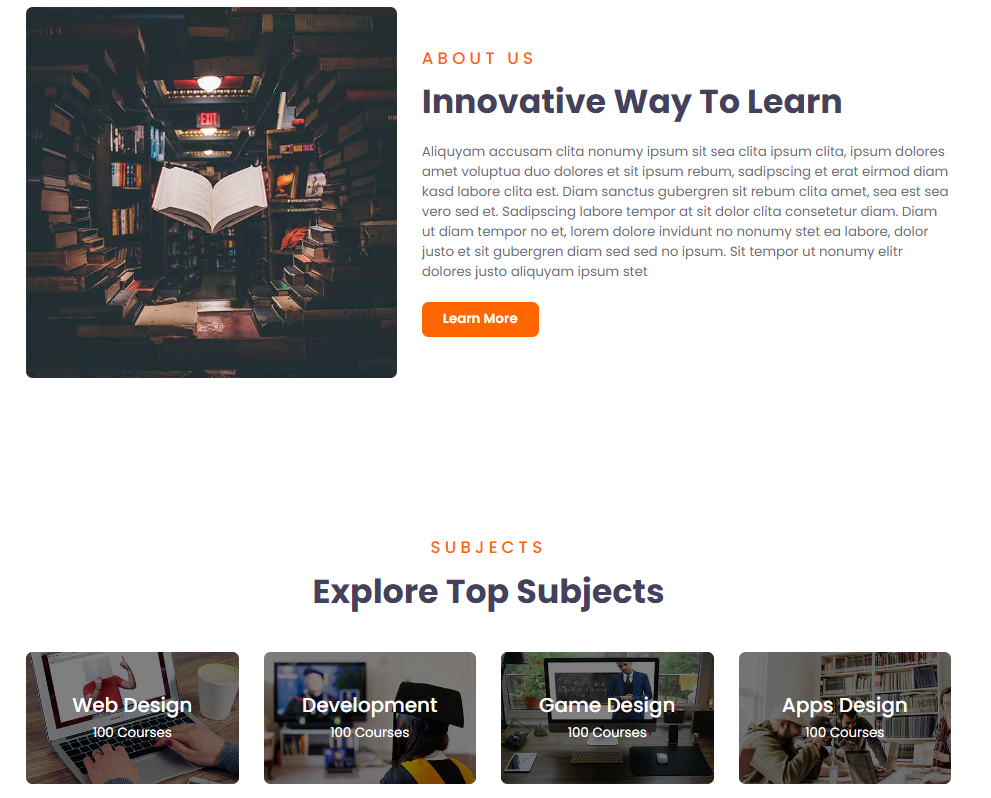 EXIT
ABOUT US
Innovative Way To Learn
Aliquyam accusam clita nonumy ipsum sit sea clita ipsum clita, ipsum dolores
amet voluptua duo dolores et sit ipsum rebum, sadipscing et erat eirmod diam
kasd labore clita est. Diam sanctus gubergren sit rebum clita amet, sea est sea
vero sed et. Sadipscing labore tempor at sit dolor clita consetetur diam. Diam
ut diam tempor no et, lorem dolore invidunt no nonumy stet ea labore, dolor
justo et sit gubergren diam sed sed no ipsum. Sit tempor ut nonumy elitr
dolores justo aliquyam ipsum stet
Learn More
SUBJECTS
Explore Top Subjects
Web Design
100 Courses
Development
100 Courses
Game Design
100 Courses
Apps Design
100 Courses